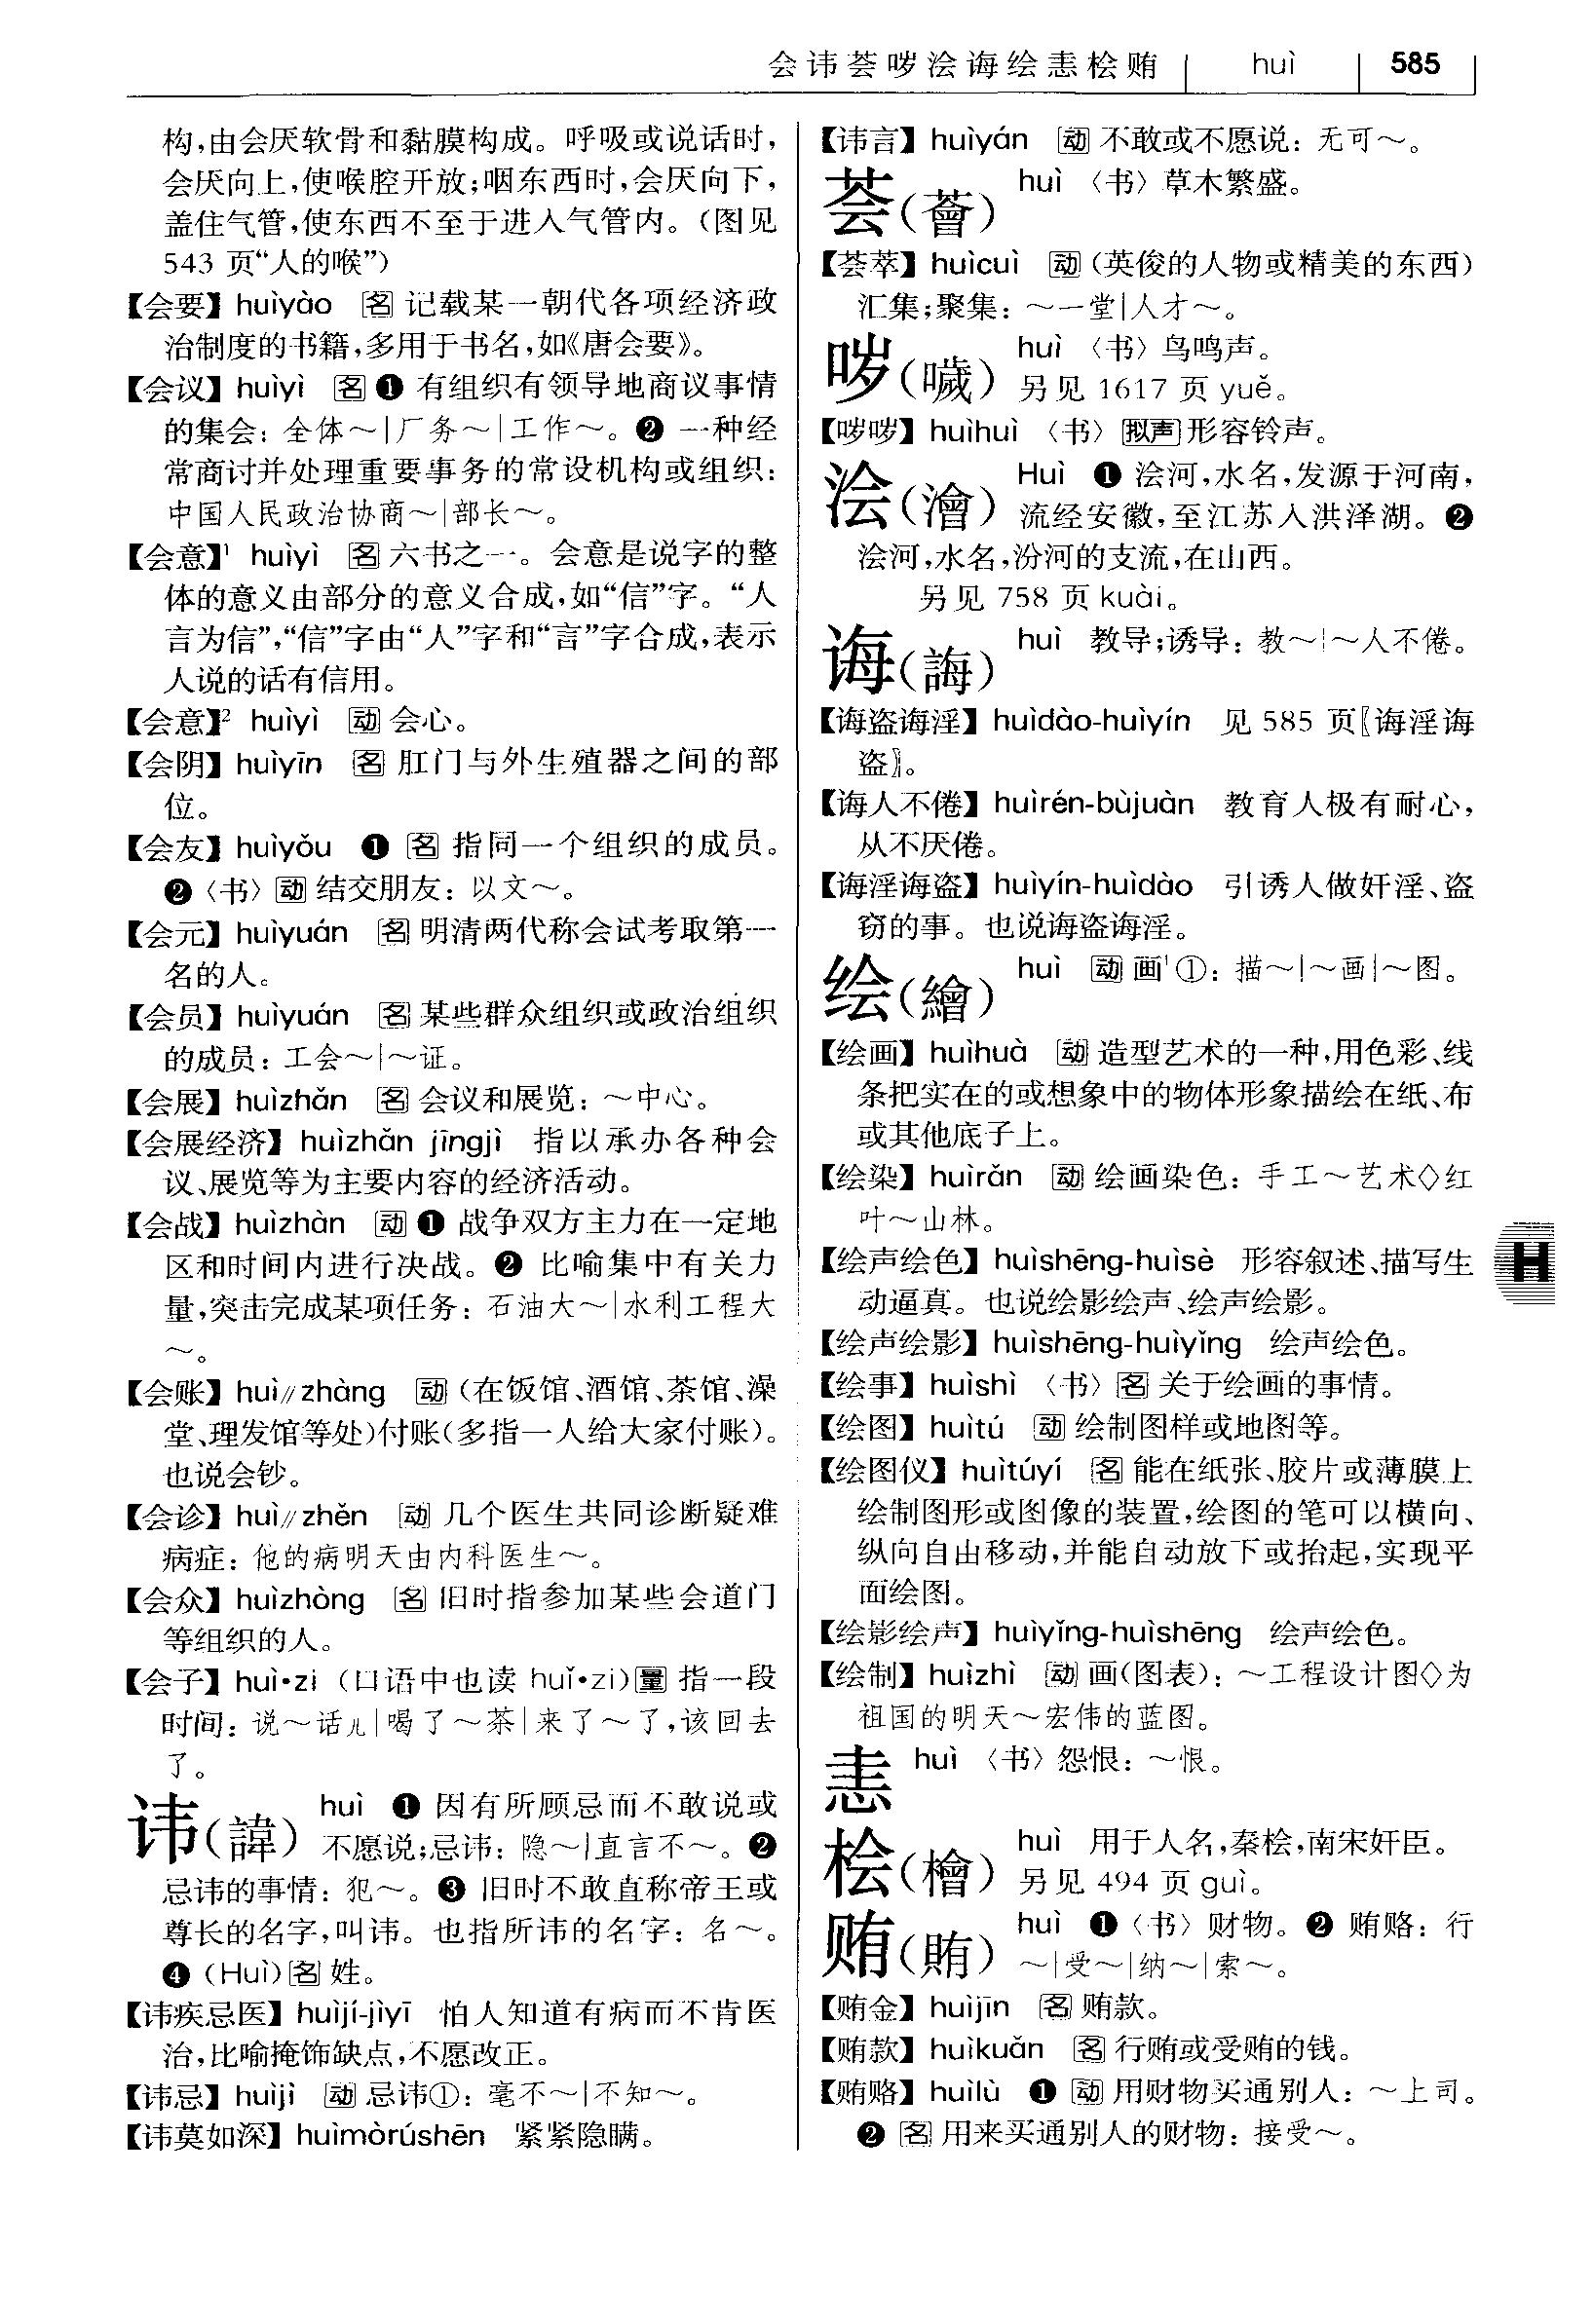 会讳荟哕浍诲绘恚桧贿 huì 585
构,由会厌软骨和黏膜构成。呼吸或说话时,
会厌向上,使喉腔开放;咽东西时,会厌向下,
盖住气管,使东西不至于进入气管内。(图见
543 页“人的喉”)
【会要】huìyào 名 记载某一朝代各项经济政
治制度的书籍,多用于书名,如《唐会要》。
【会议】huìyì 名 ❶ 有组织有领导地商议事情
的集会:全体～|厂务～|工作～。❷ 一种经
常商讨并处理重要事务的常设机构或组织:
中国人民政治协商～|部长～。
【会意】¹ huìyì 名 六书之一。会意是说字的整
体的意义由部分的意义合成,如“信”字。“人
言为信”,“信”字由“人”字和“言”字合成,表示
人说的话有信用。
【会意】² huìyì 动 会心。
【会阴】huìyīn 名 肛门与外生殖器之间的部
位。
【会友】huìyǒu ❶ 名 指同一个组织的成员。
❷〈书〉动 结交朋友:以文～。
【会元】huìyuán 名 明清两代称会试考取第一
名的人。
【会员】huìyuán 名 某些群众组织或政治组织
的成员:工会～|～证。
【会展】huìzhǎn 名 会议和展览:～中心。
【会展经济】huìzhǎn jīngjì 指以承办各种会
议、展览等为主要内容的经济活动。
【会战】huìzhàn 动 ❶ 战争双方主力在一定地
区和时间内进行决战。❷ 比喻集中有关力
量,突击完成某项任务:石油大～|水利工程大
～。
【会账】huì∥zhàng 动 (在饭馆、酒馆、茶馆、澡
堂、理发馆等处)付账(多指一人给大家付账)。
也说会钞。
【会诊】huì∥zhěn 动 几个医生共同诊断疑难
病症:他的病明天由内科医生～。
【会众】huìzhòng 名 旧时指参加某些会道门
等组织的人。
【会子】huì•zi (口语中也读 huǐ•zi)量 指一段
时间:说～话儿|喝了～茶|来了～了,该回去
了。
讳(諱) huì ❶ 因有所顾忌而不敢说或
不愿说;忌讳:隐～|直言不～。❷
忌讳的事情:犯～。❸ 旧时不敢直称帝王或
尊长的名字,叫讳。也指所讳的名字:名～。
❹ (Huì)名 姓。
【讳疾忌医】huìjí-jìyī 怕人知道有病而不肯医
治,比喻掩饰缺点,不愿改正。
【讳忌】huìjì 动 忌讳①:毫不～|不知～。
【讳莫如深】huìmòrúshēn 紧紧隐瞒。
【讳言】huìyán 动 不敢或不愿说:无可～。
荟(薈) huì 〈书〉草木繁盛。
【荟萃】huìcuì 动 (英俊的人物或精美的东西)
汇集;聚集:～一堂|人才～。
哕(噦) huì 〈书〉鸟鸣声。
另见 1617 页 yuě。
【哕哕】huìhuì 〈书〉拟声 形容铃声。
浍(澮) Huì ❶ 浍河,水名,发源于河南,
流经安徽,至江苏入洪泽湖。❷
浍河,水名,汾河的支流,在山西。
另见 758 页 kuài。
诲(誨) huì 教导;诱导:教～|～人不倦。
【诲盗诲淫】huìdào-huìyín 见 585 页〖诲淫诲
盗〗。
【诲人不倦】huìrén-bùjuàn 教育人极有耐心,
从不厌倦。
【诲淫诲盗】huìyín-huìdào 引诱人做奸淫、盗
窃的事。也说诲盗诲淫。
绘(繪) huì 动 画¹①:描～|～画|～图。
【绘画】huìhuà 动 造型艺术的一种,用色彩、线
条把实在的或想象中的物体形象描绘在纸、布
或其他底子上。
【绘染】huìrǎn 动 绘画染色:手工～艺术◇红
叶～山林。
【绘声绘色】huìshēng-huìsè 形容叙述、描写生
动逼真。也说绘影绘声、绘声绘影。
【绘声绘影】huìshēng-huìyǐng 绘声绘色。
【绘事】huìshì 〈书〉名 关于绘画的事情。
【绘图】huìtú 动 绘制图样或地图等。
【绘图仪】huìtúyí 名 能在纸张、胶片或薄膜上
绘制图形或图像的装置,绘图的笔可以横向、
纵向自由移动,并能自动放下或抬起,实现平
面绘图。
【绘影绘声】huìyǐng-huìshēng 绘声绘色。
【绘制】huìzhì 动 画(图表):～工程设计图◇为
祖国的明天～宏伟的蓝图。
恚 huì 〈书〉怨恨:～恨。
桧(檜) huì 用于人名,秦桧,南宋奸臣。
另见 494 页 guì。
贿(賄) huì ❶〈书〉财物。❷ 贿赂:行
～|受～|纳～|索～。
【贿金】huìjīn 名 贿款。
【贿款】huìkuǎn 名 行贿或受贿的钱。
【贿赂】huìlù ❶ 动 用财物买通别人:～上司。
❷ 名 用来买通别人的财物:接受～。
H